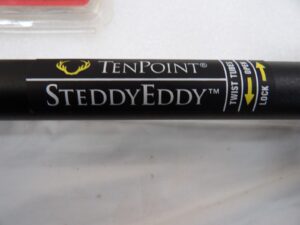 TENPOINT®
STEDDYEDDY™
TWIST TUBES
OPEN
LOCK